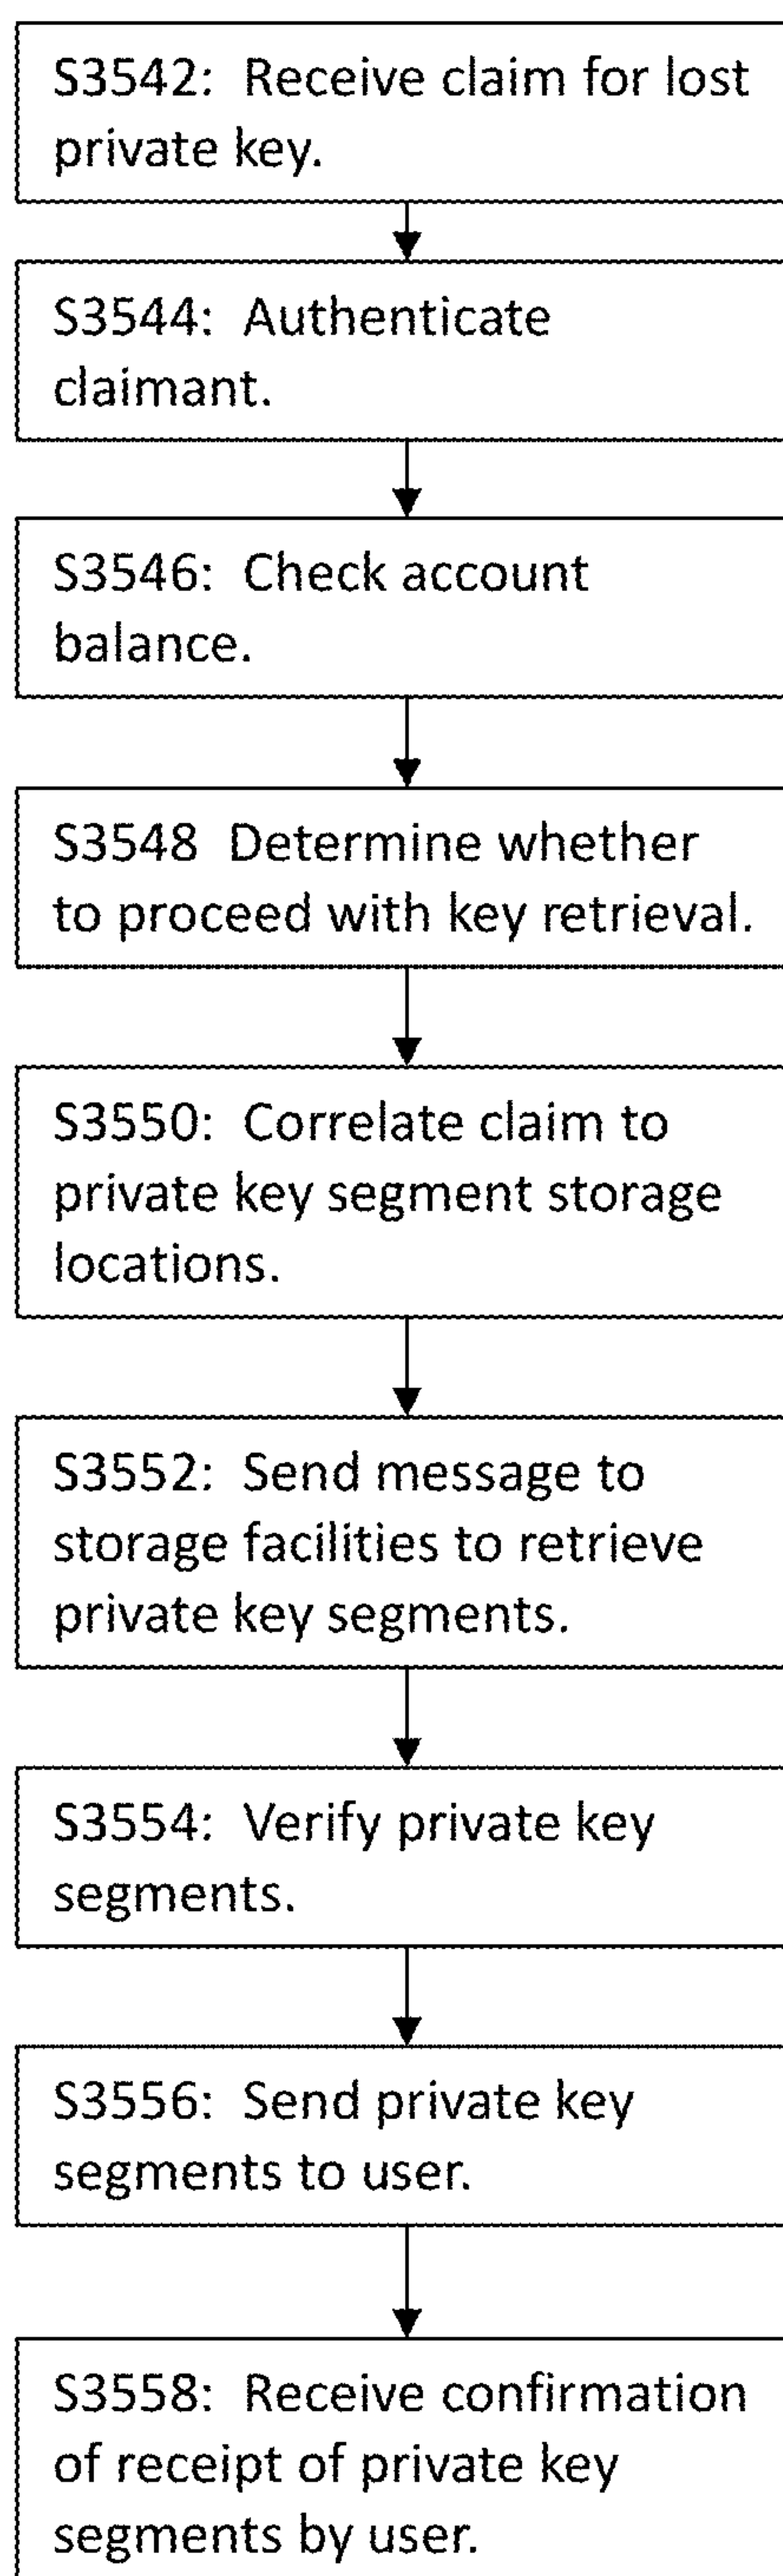 S3542: Receive claim for lost
private key.
S3544: Authenticate
claimant.
S3546: Check account
balance.
S3548 Determine whether
to proceed with key retrieval.
S3550: Correlate claim to
private key segment storage
locations.
S3552: Send message to
storage facilities to retrieve
private key segments.
S3554: Verify private key
segments.
S3556: Send private key
segments to user.
S3558: Receive confirmation
of receipt of private key
segments by user.